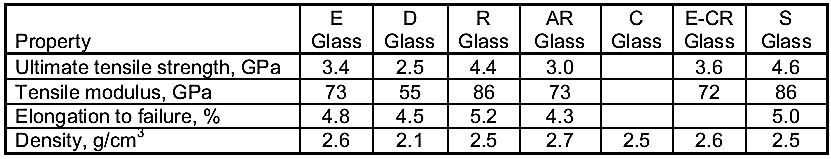 Property E Glass D Glass R Glass AR Glass C Glass E-CR Glass S Glass
Ultimate tensile strength, GPa 3.4 2.5 4.4 3.0 3.6 4.6
Tensile modulus, GPa 73 55 86 73 72 86
Elongation to failure, % 4.8 4.5 5.2 4.3 5.0
Density, g/cm³ 2.6 2.1 2.5 2.7 2.5 2.6 2.5